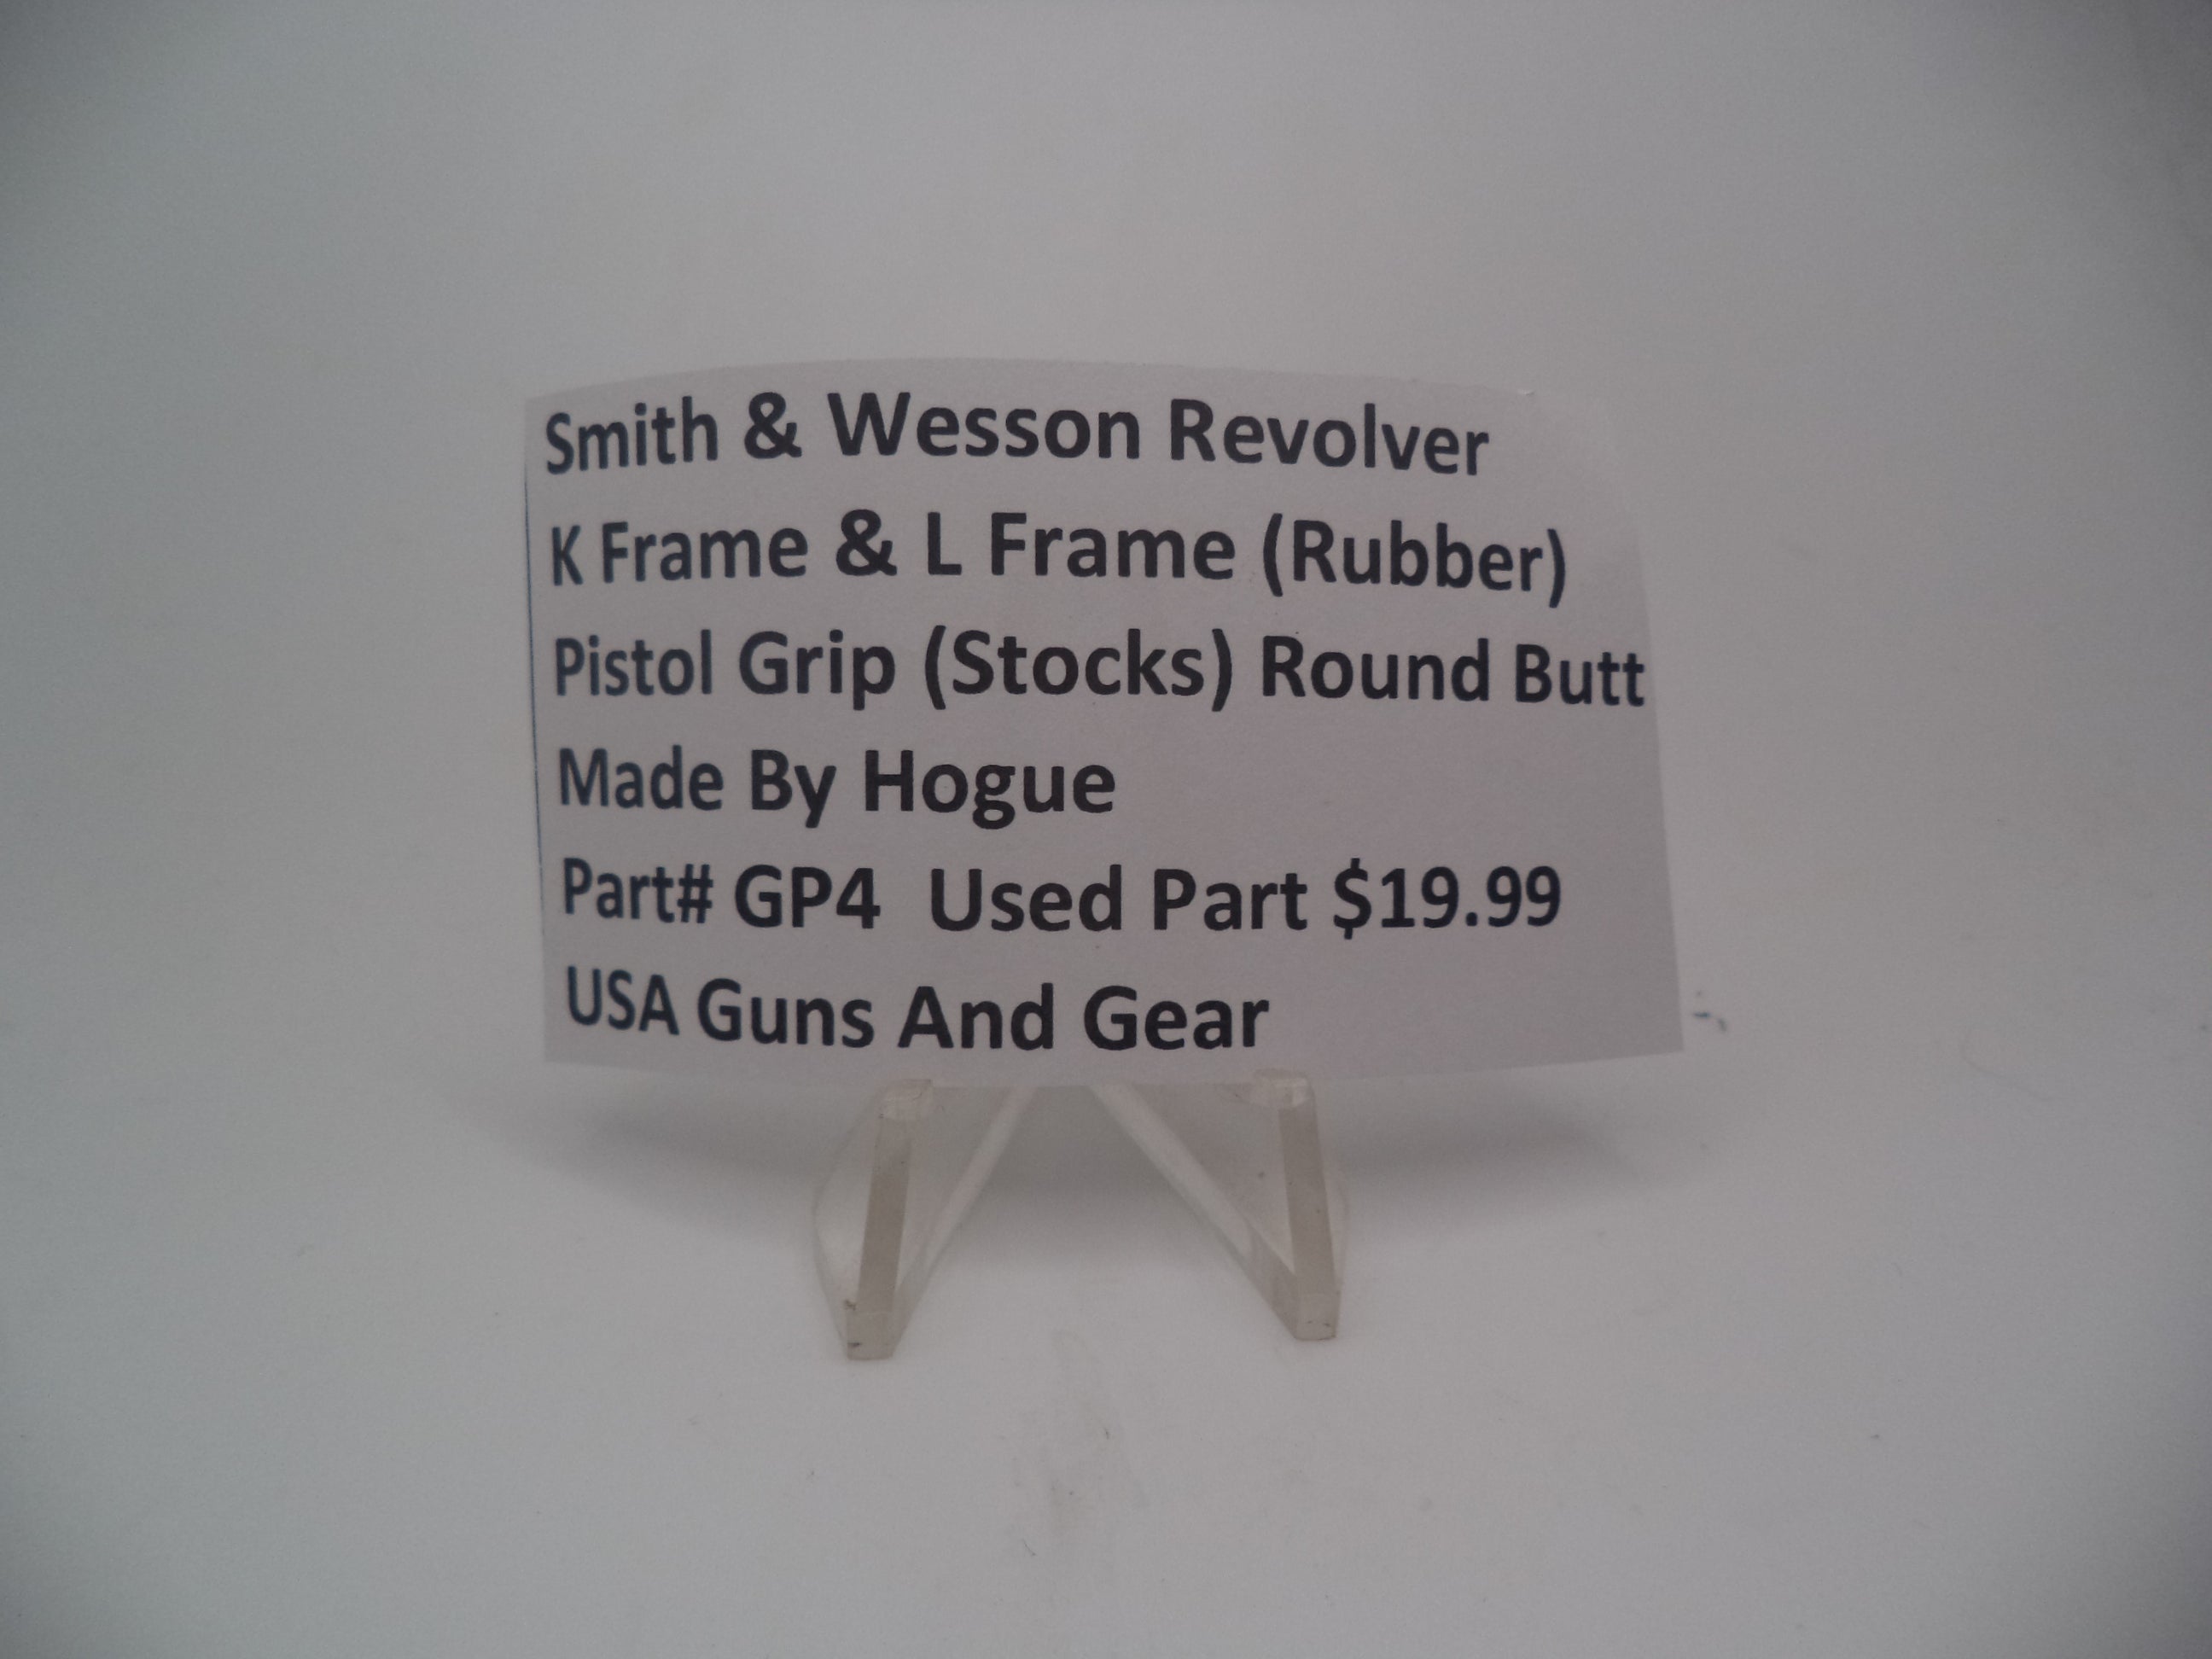 Smith & Wesson Revolver
K Frame & L Frame (Rubber)
Pistol Grip (Stocks) Round Butt
Made By Hogue
Part# GP4  Used Part $19.99
USA Guns And Gear